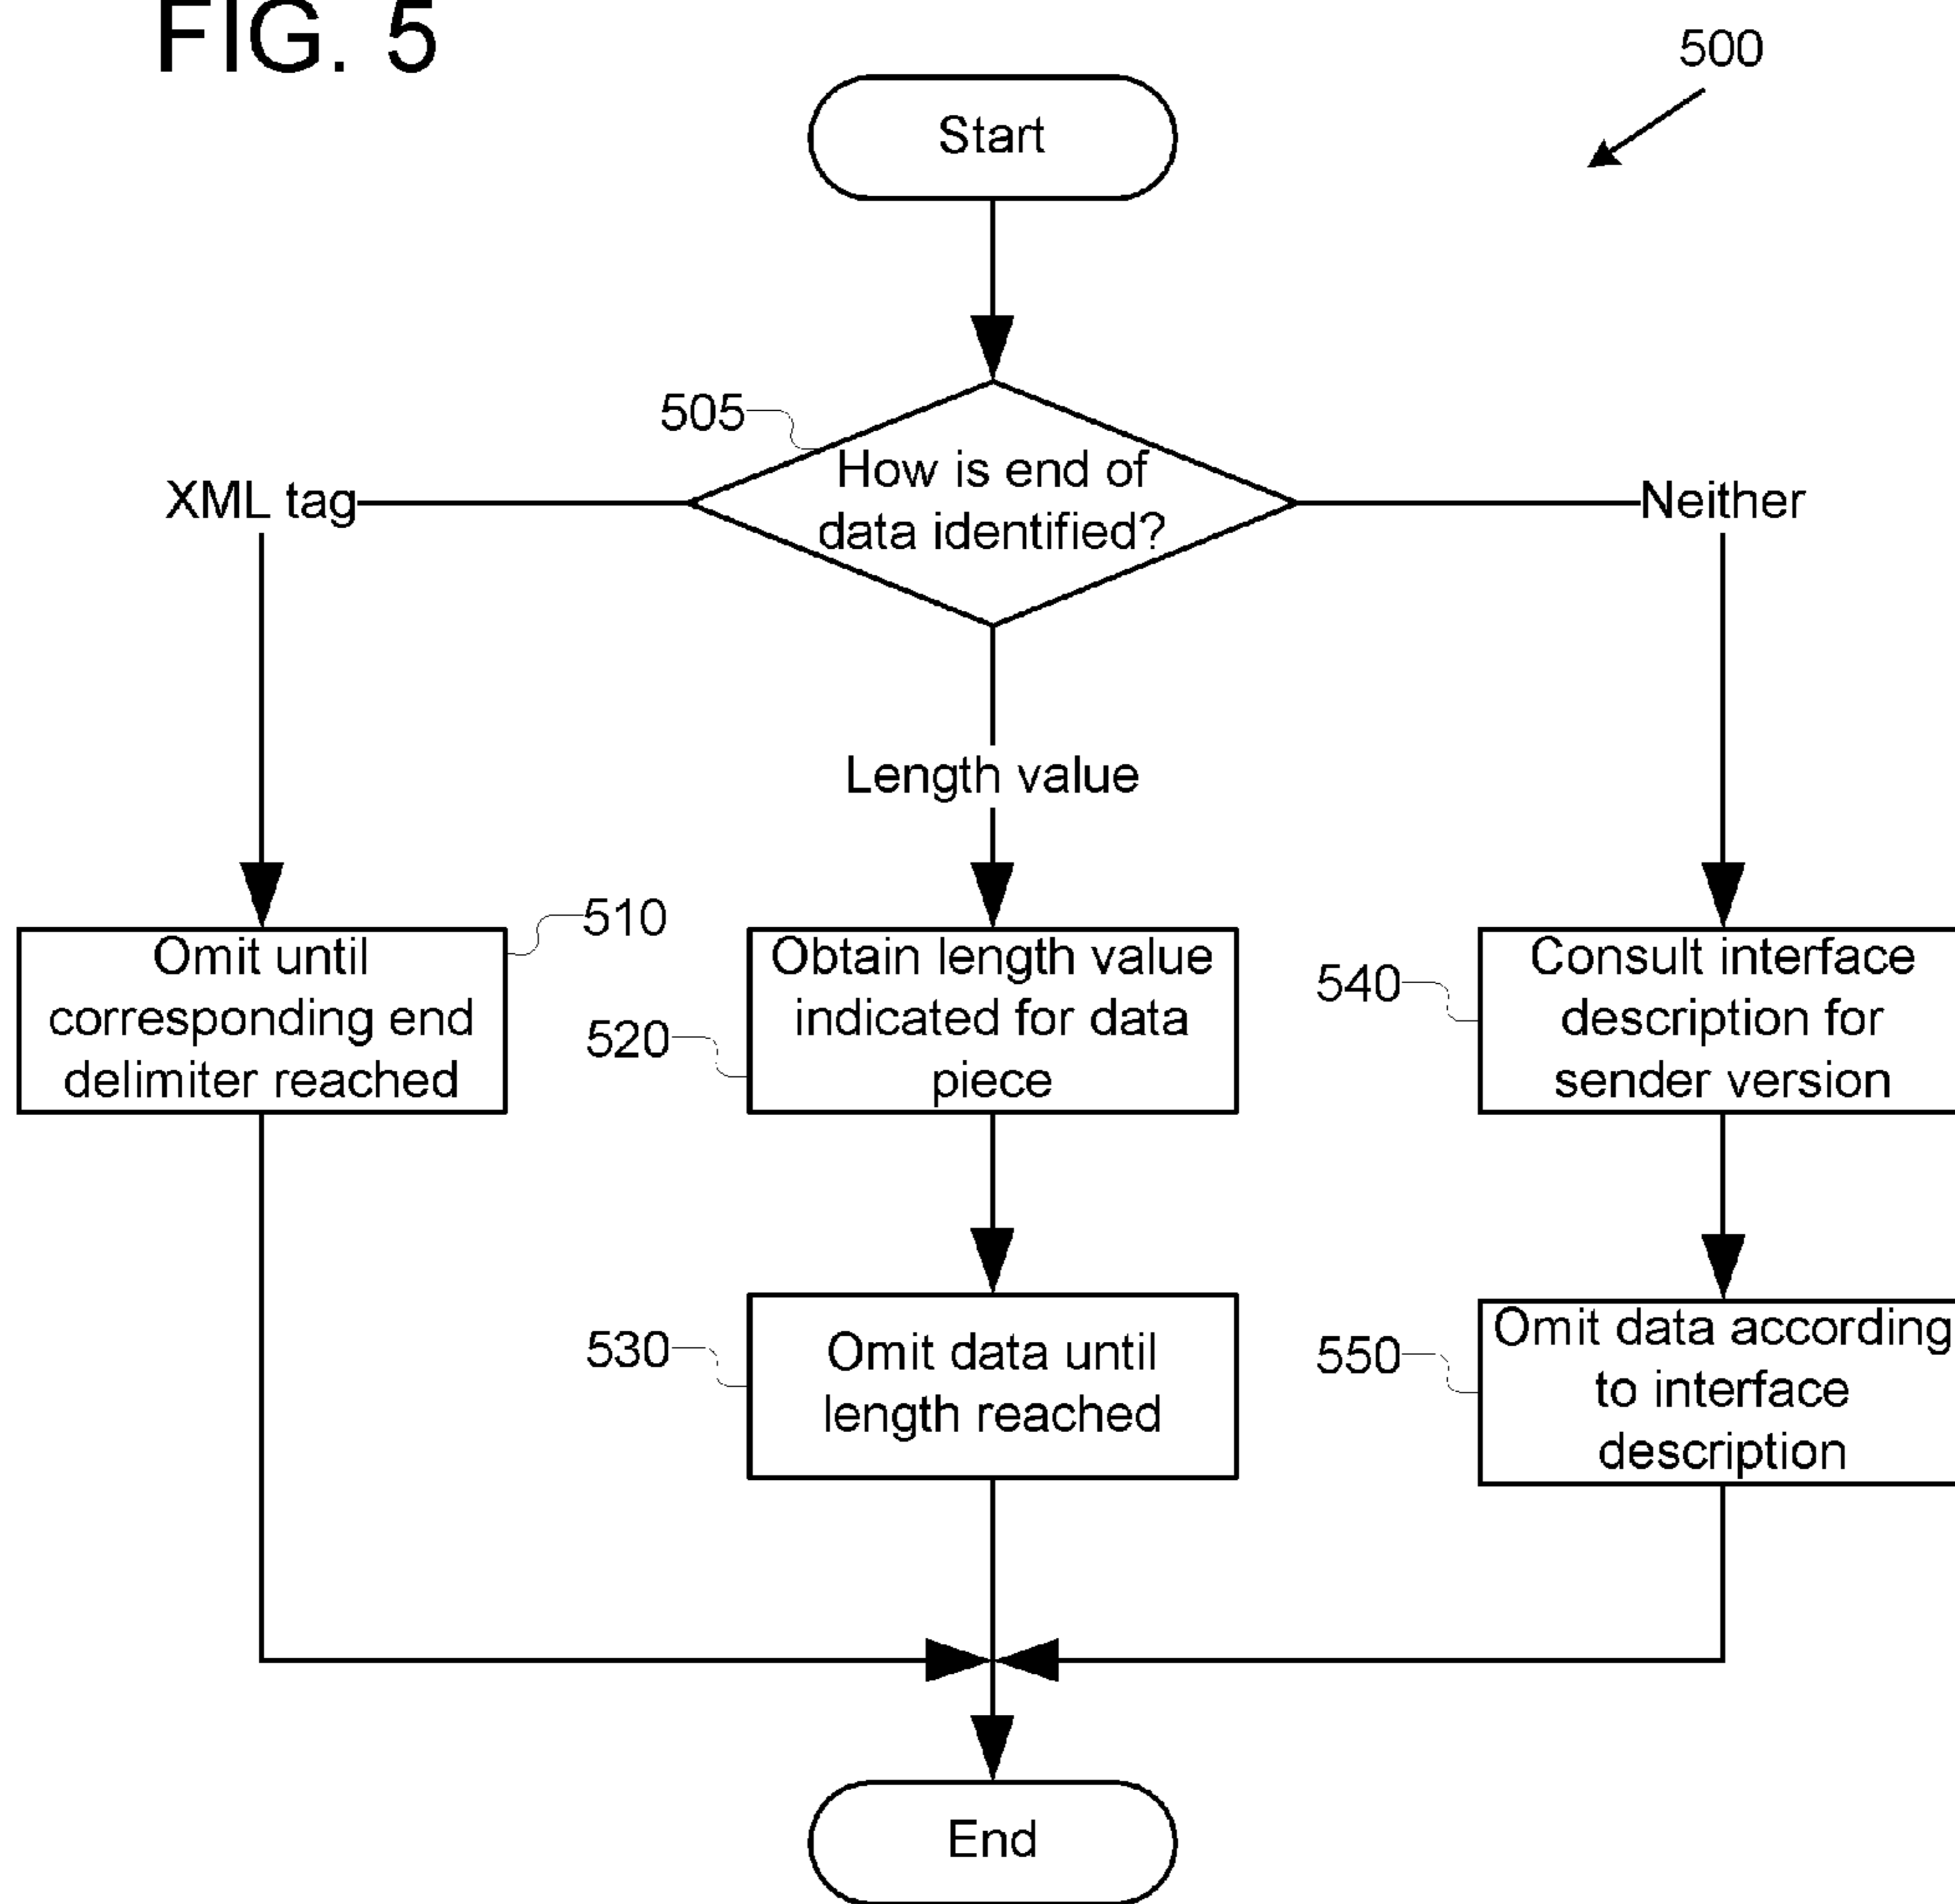 FIG. 5
500
Start
505
How is end of
data identified?
XML tag
Neither
Length value
510
Omit until
corresponding end
delimiter reached
520
Obtain length value
indicated for data
piece
540
Consult interface
description for
sender version
530
Omit data until
length reached
550
Omit data according
to interface
description
End